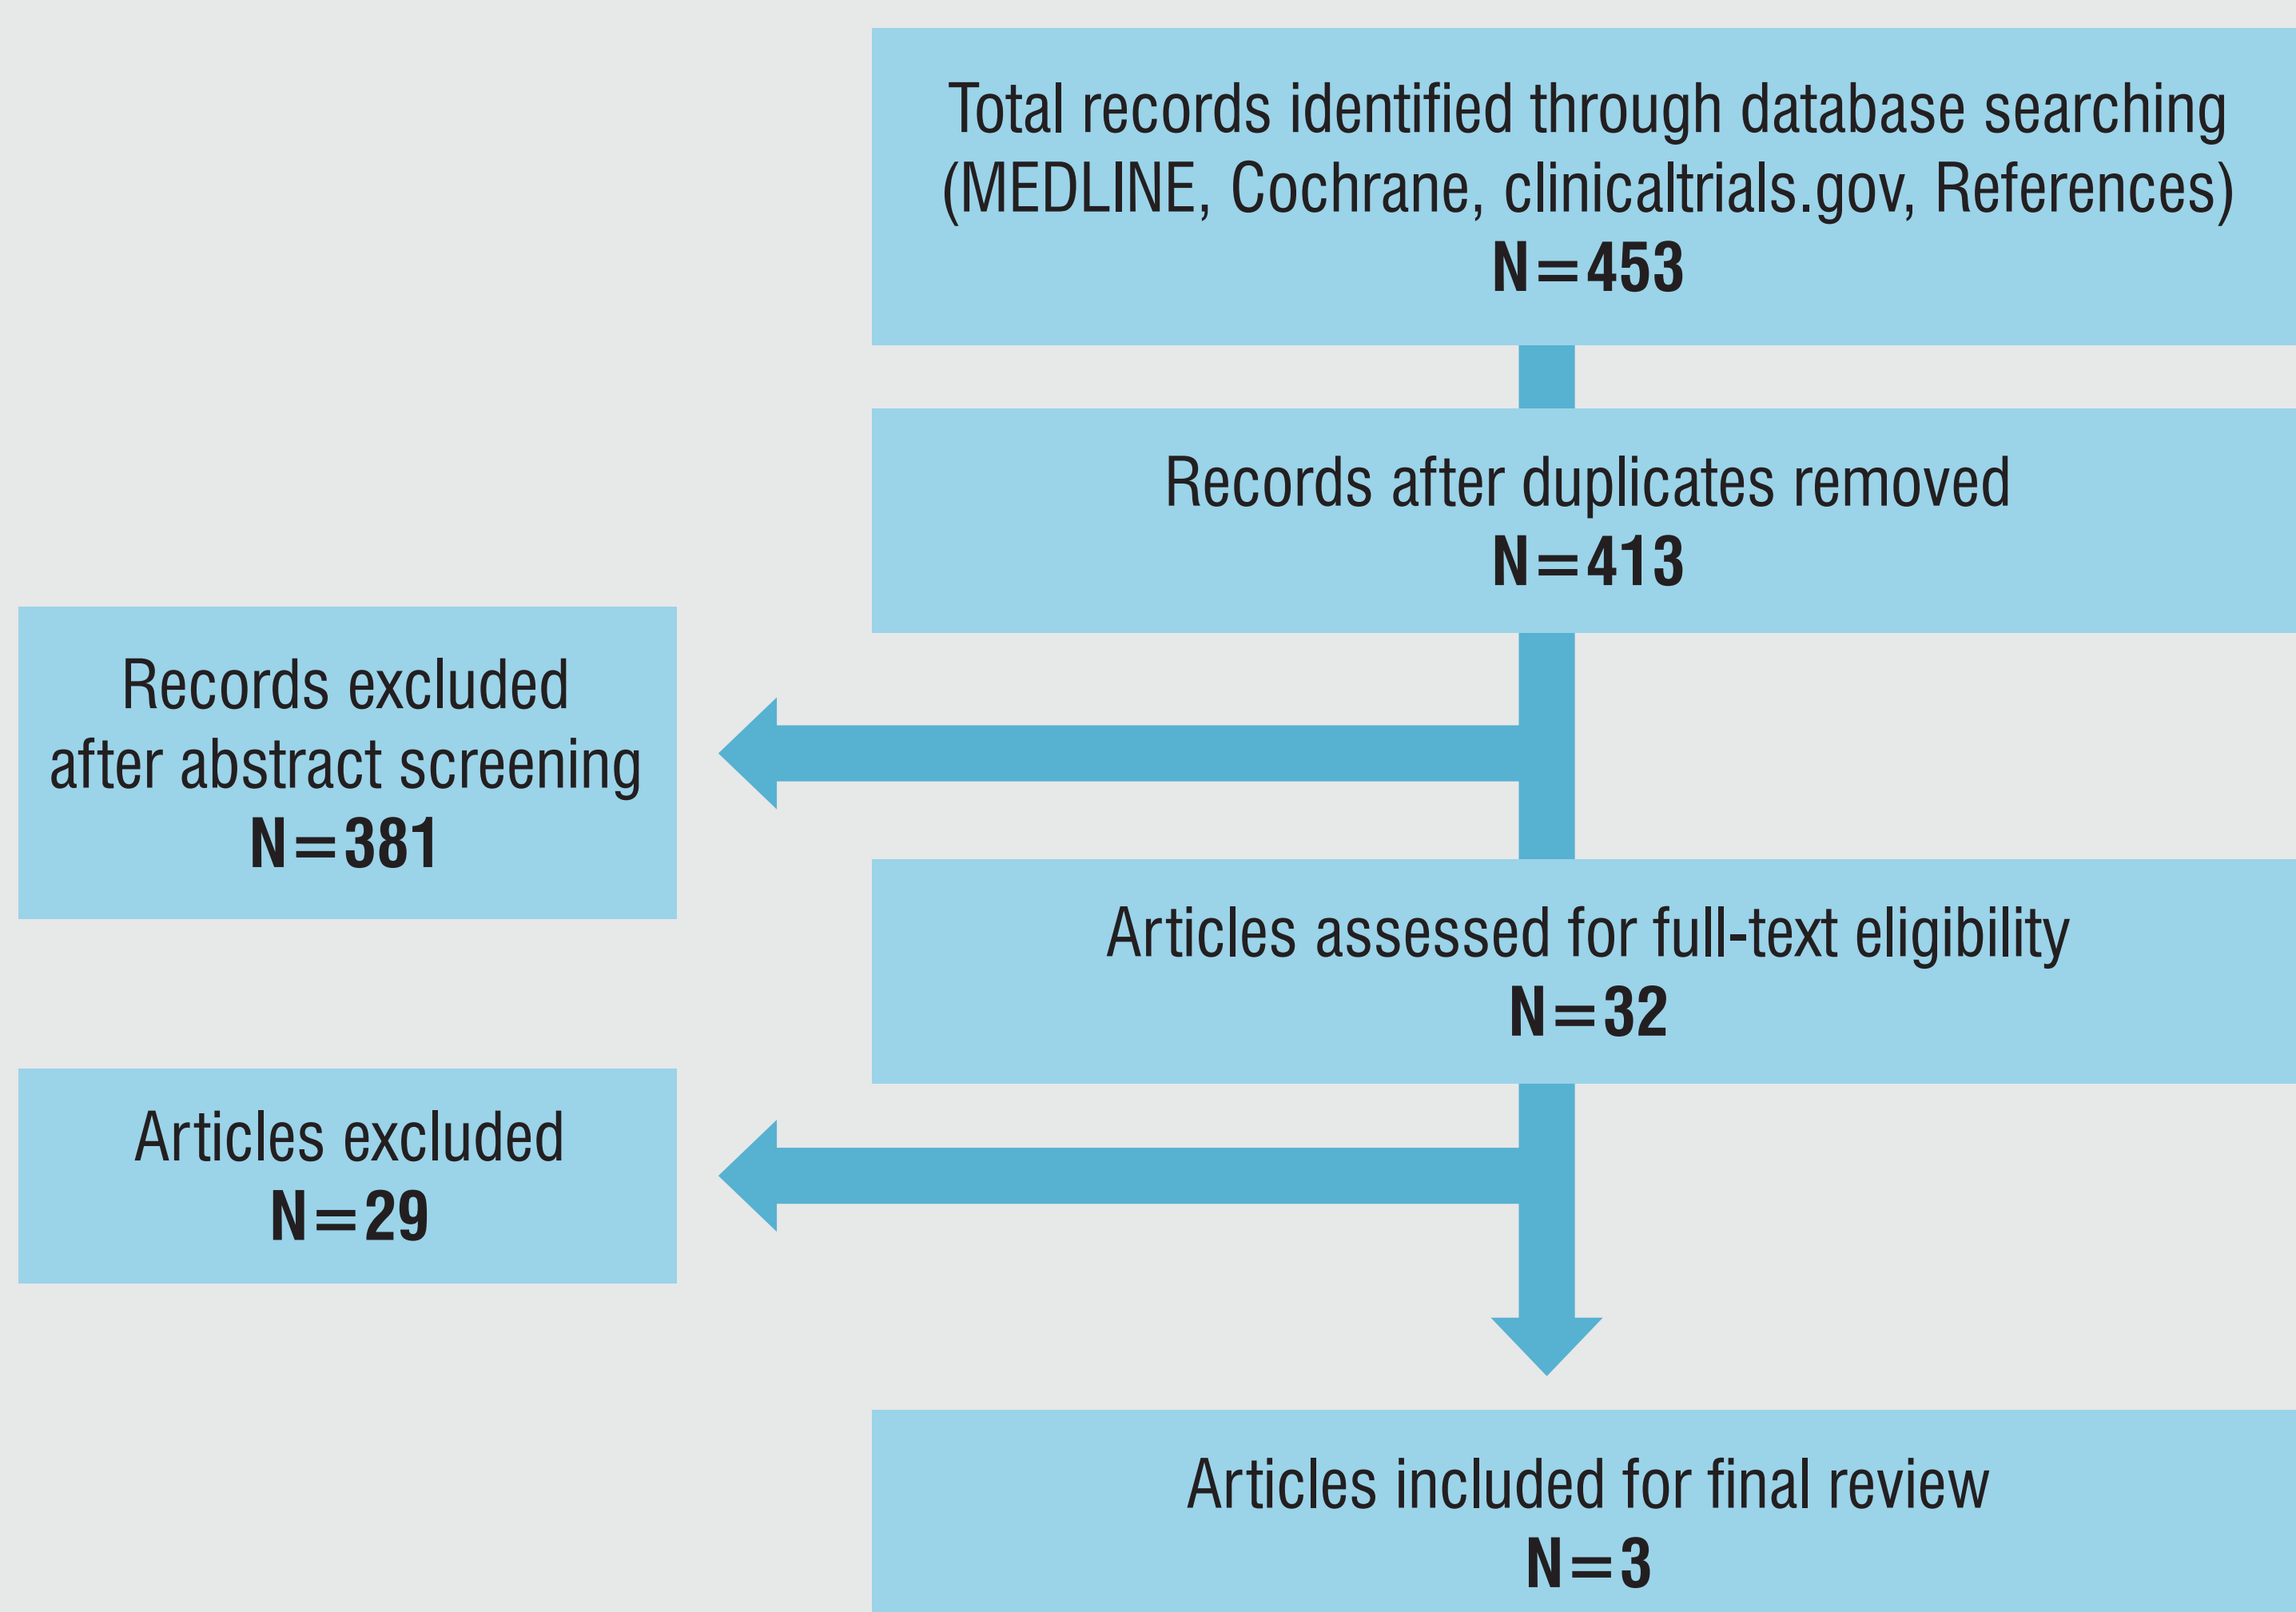 Total records identified through database searching
(MEDLINE, Cochrane, clinicaltrials.gov, References)
N=453
Records after duplicates removed
N=413
Records excluded
after abstract screening
N=381
Articles assessed for full-text eligibility
N=32
Articles excluded
N=29
Articles included for final review
N=3